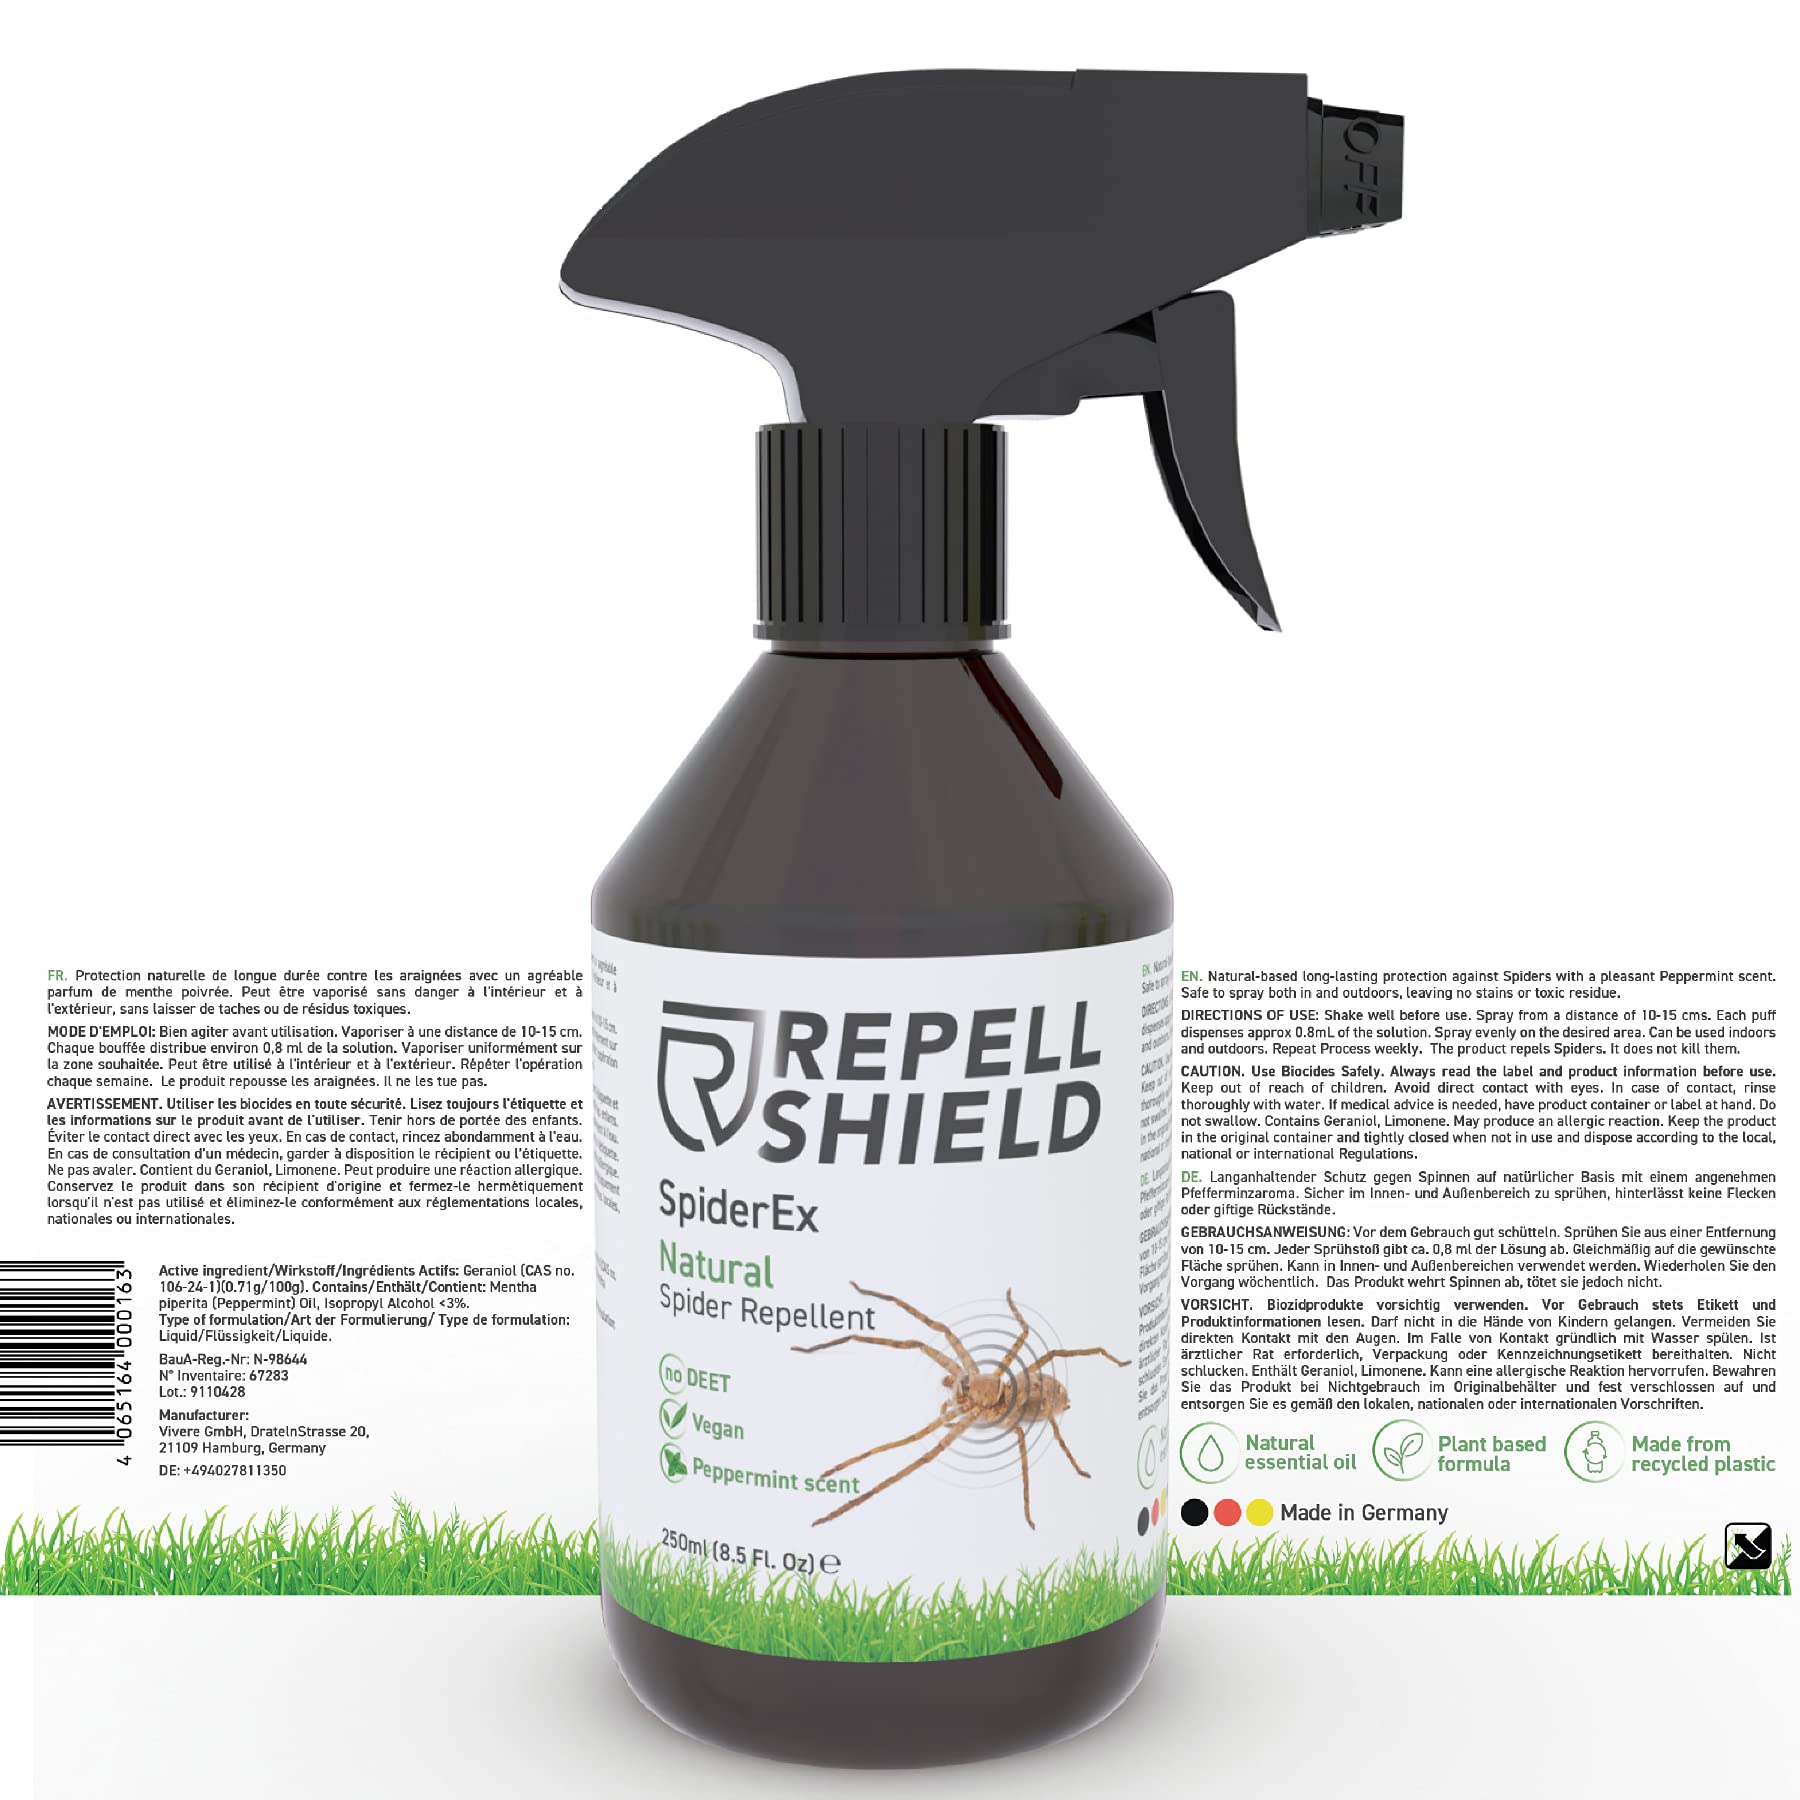 OFF
FR. Protection naturelle de longue durée contre les araignées avec un agréable
parfum de menthe poivrée. Peut être vaporisé sans danger à l'intérieur et à
l'extérieur, sans laisser de taches ou de résidus toxiques.
MODE D'EMPLOI: Bien agiter avant utilisation. Vaporiser à une distance de 10-15 cm.
Chaque bouffée distribue environ 0,8 ml de la solution. Vaporiser uniformément sur
la zone souhaitée. Peut être utilisé à l'intérieur et à l'extérieur. Répéter l'opération
chaque semaine. Le produit repousse les araignées. Il ne les tue pas.
AVERTISSEMENT. Utiliser les biocides en toute sécurité. Lisez toujours l'étiquette et
les informations sur le produit avant de l'utiliser. Tenir hors de portée des enfants.
Éviter le contact direct avec les yeux. En cas de contact, rincez abondamment à l'eau.
En cas de consultation d'un médecin, garder à disposition le récipient ou l'étiquette.
Ne pas avaler. Contient du Geraniol, Limonene. Peut produire une réaction allergique.
Conservez le produit dans son récipient d'origine et fermez-le hermétiquement
lorsqu'il n'est pas utilisé et éliminez-le conformément aux réglementations locales,
nationales ou internationales.
4 065164 000163
Active ingredient/Wirkstoff/Ingrédients Actifs: Geraniol (CAS no.
106-24-1)(0.71g/100g). Contains/Enthält/Contient: Mentha
piperita (Peppermint) Oil, Isopropyl Alcohol <3%.
Type of formulation/Art der Formulierung/ Type de formulation:
Liquid/Flüssigkeit/Liquide.
BauA-Reg.-Nr: N-98644
N° Inventaire: 67283
Lot.: 9110428
Manufacturer:
Vivere GmbH, DratelnStrasse 20,
21109 Hamburg, Germany
DE: +494027811350
REPELL
SHIELD
SpiderEx
Natural
Spider Repellent
no DEET
Vegan
Peppermint scent
250ml (8.5 Fl. Oz) ℮
EN. Natural-based long-lasting protection against Spiders with a pleasant Peppermint scent.
Safe to spray both in and outdoors, leaving no stains or toxic residue.
DIRECTIONS OF USE: Shake well before use. Spray from a distance of 10-15 cms. Each puff
dispenses approx 0.8mL of the solution. Spray evenly on the desired area. Can be used indoors
and outdoors. Repeat Process weekly. The product repels Spiders. It does not kill them.
CAUTION. Use Biocides Safely. Always read the label and product information before use.
Keep out of reach of children. Avoid direct contact with eyes. In case of contact, rinse
thoroughly with water. If medical advice is needed, have product container or label at hand. Do
not swallow. Contains Geraniol, Limonene. May produce an allergic reaction. Keep the product
in the original container and tightly closed when not in use and dispose according to the local,
national or international Regulations.
DE. Langanhaltender Schutz gegen Spinnen auf natürlicher Basis mit einem angenehmen
Pfefferminzaroma. Sicher im Innen- und Außenbereich zu sprühen, hinterlässt keine Flecken
oder giftige Rückstände.
GEBRAUCHSANWEISUNG: Vor dem Gebrauch gut schütteln. Sprühen Sie aus einer Entfernung
von 10-15 cm. Jeder Sprühstoß gibt ca. 0,8 ml der Lösung ab. Gleichmäßig auf die gewünschte
Fläche sprühen. Kann in Innen- und Außenbereichen verwendet werden. Wiederholen Sie den
Vorgang wöchentlich. Das Produkt wehrt Spinnen ab, tötet sie jedoch nicht.
VORSICHT. Biozidprodukte vorsichtig verwenden. Vor Gebrauch stets Etikett und
Produktinformationen lesen. Darf nicht in die Hände von Kindern gelangen. Vermeiden Sie
direkten Kontakt mit den Augen. Im Falle von Kontakt gründlich mit Wasser spülen. Ist
ärztlicher Rat erforderlich, Verpackung oder Kennzeichnungsetikett bereithalten. Nicht
schlucken. Enthält Geraniol, Limonene. Kann eine allergische Reaktion hervorrufen. Bewahren
Sie das Produkt bei Nichtgebrauch im Originalbehälter und fest verschlossen auf und
entsorgen Sie es gemäß den lokalen, nationalen oder internationalen Vorschriften.
Natural
essential oil
Plant based
formula
Made from
recycled plastic
Made in Germany